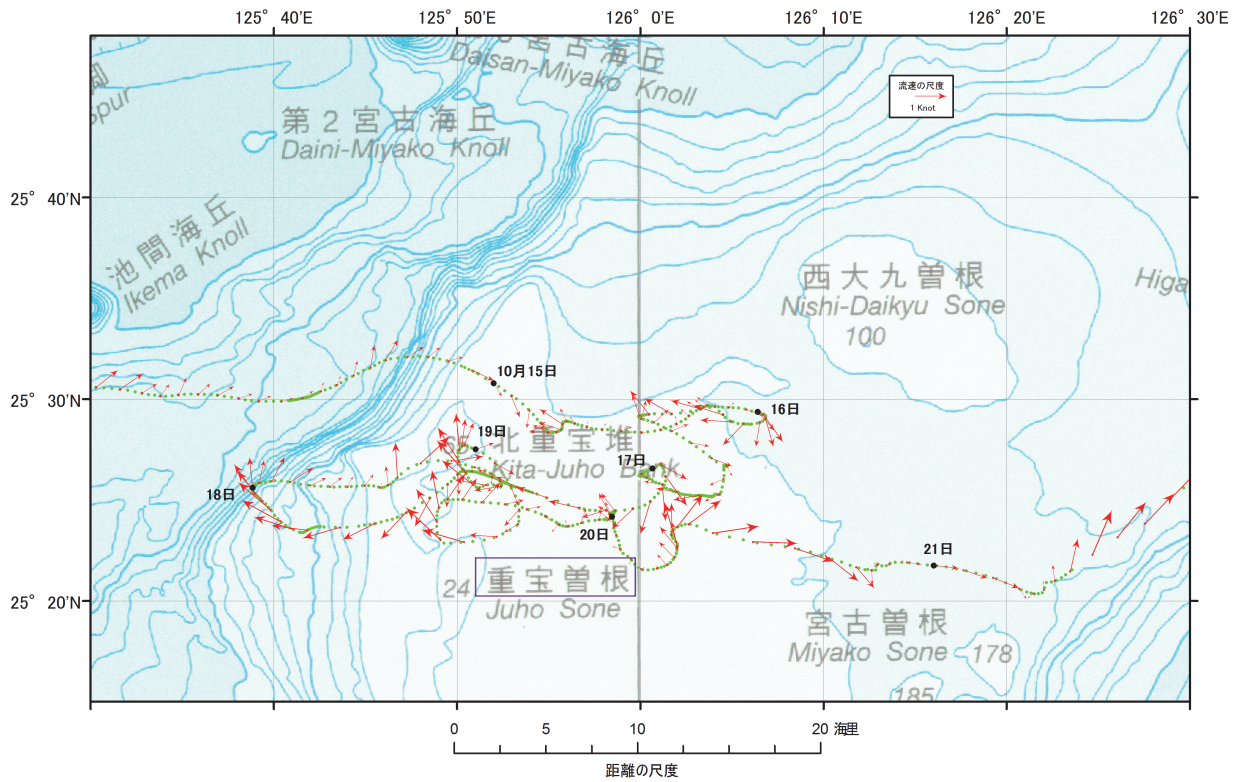 125° 40'E
125° 50'E
126° 0'E
126° 10'E
126° 20'E
126° 30'E
宮古海丘
Daisan-Miyako Knoll
流速の尺度
1 Knot
第2宮古海丘
Daini-Miyako Knoll
25° 40'N
池間海丘
Ikema Knoll
西大九曽根
Nishi-Daikyu Sone
100
Higa
25° 30'N
10月15日
16日
19日
65 北重宝堆
Kita-Juho Bank
17日
18日
20日
21日
24 重宝曽根
Juho Sone
25° 20'N
宮古曽根
Miyako Sone
178
185
0 5 10 20 海里
距離の尺度